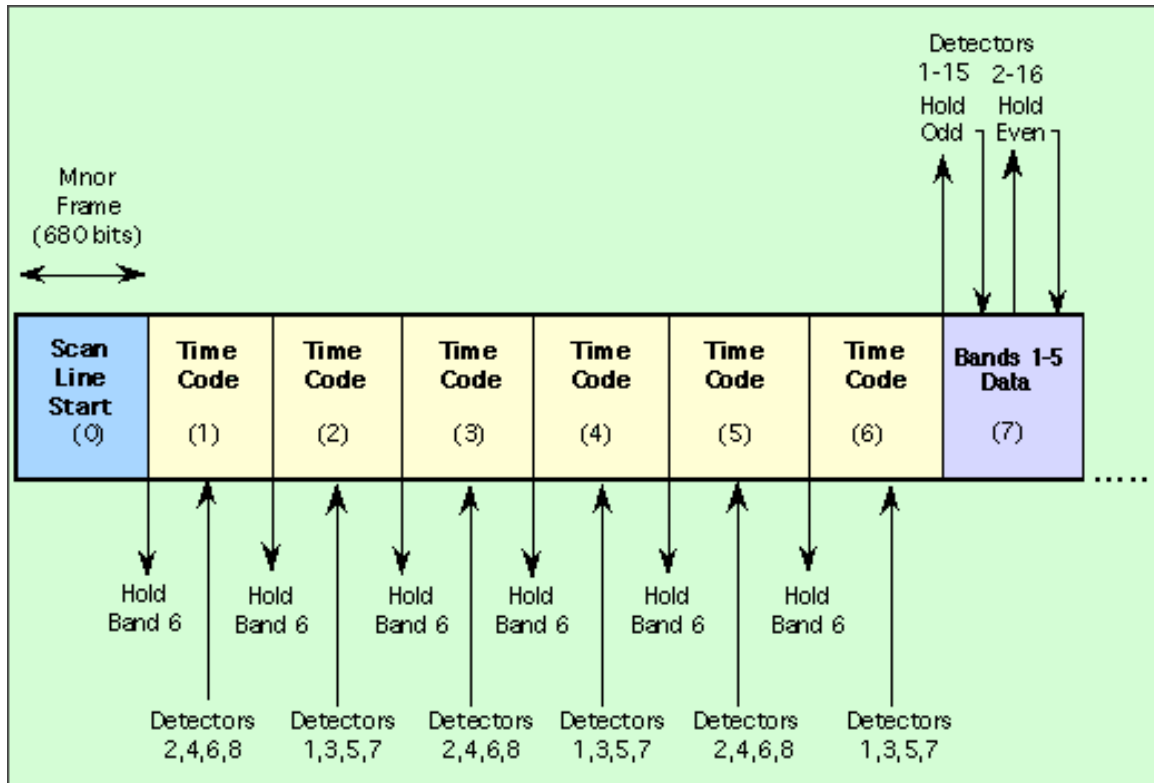 Detectors
1-15 2-16
Hold Hold
Odd Even
Mnor
Frame
(680 bits)
Scan
Line
Start
(0)
Time
Code
(1)
Time
Code
(2)
Time
Code
(3)
Time
Code
(4)
Time
Code
(5)
Time
Code
(6)
Bands 1-5
Data
(7)
.....
Hold
Band 6
Hold
Band 6
Hold
Band 6
Hold
Band 6
Hold
Band 6
Hold
Band 6
Detectors
2,4,6,8
Detectors
1,3,5,7
Detectors
2,4,6,8
Detectors
1,3,5,7
Detectors
2,4,6,8
Detectors
1,3,5,7